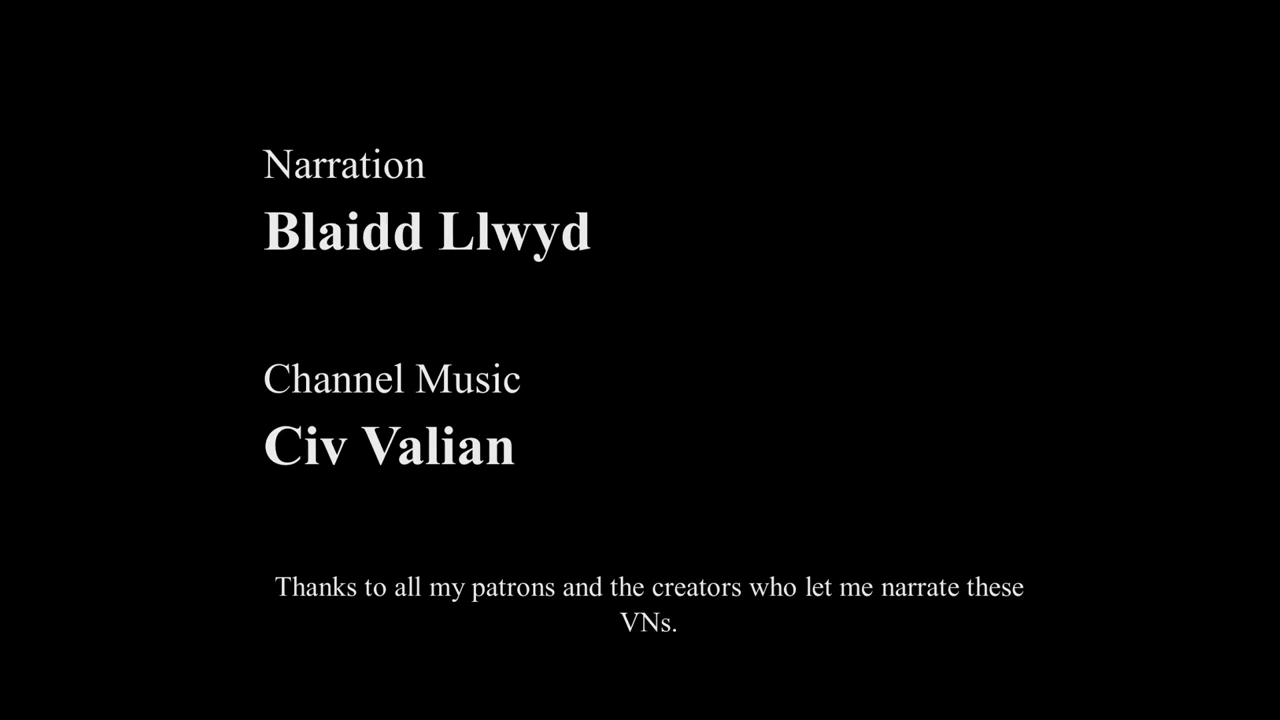 Narration
Blaidd Llwyd
Channel Music
Civ Valian
Thanks to all my patrons and the creators who let me narrate these
VNs.